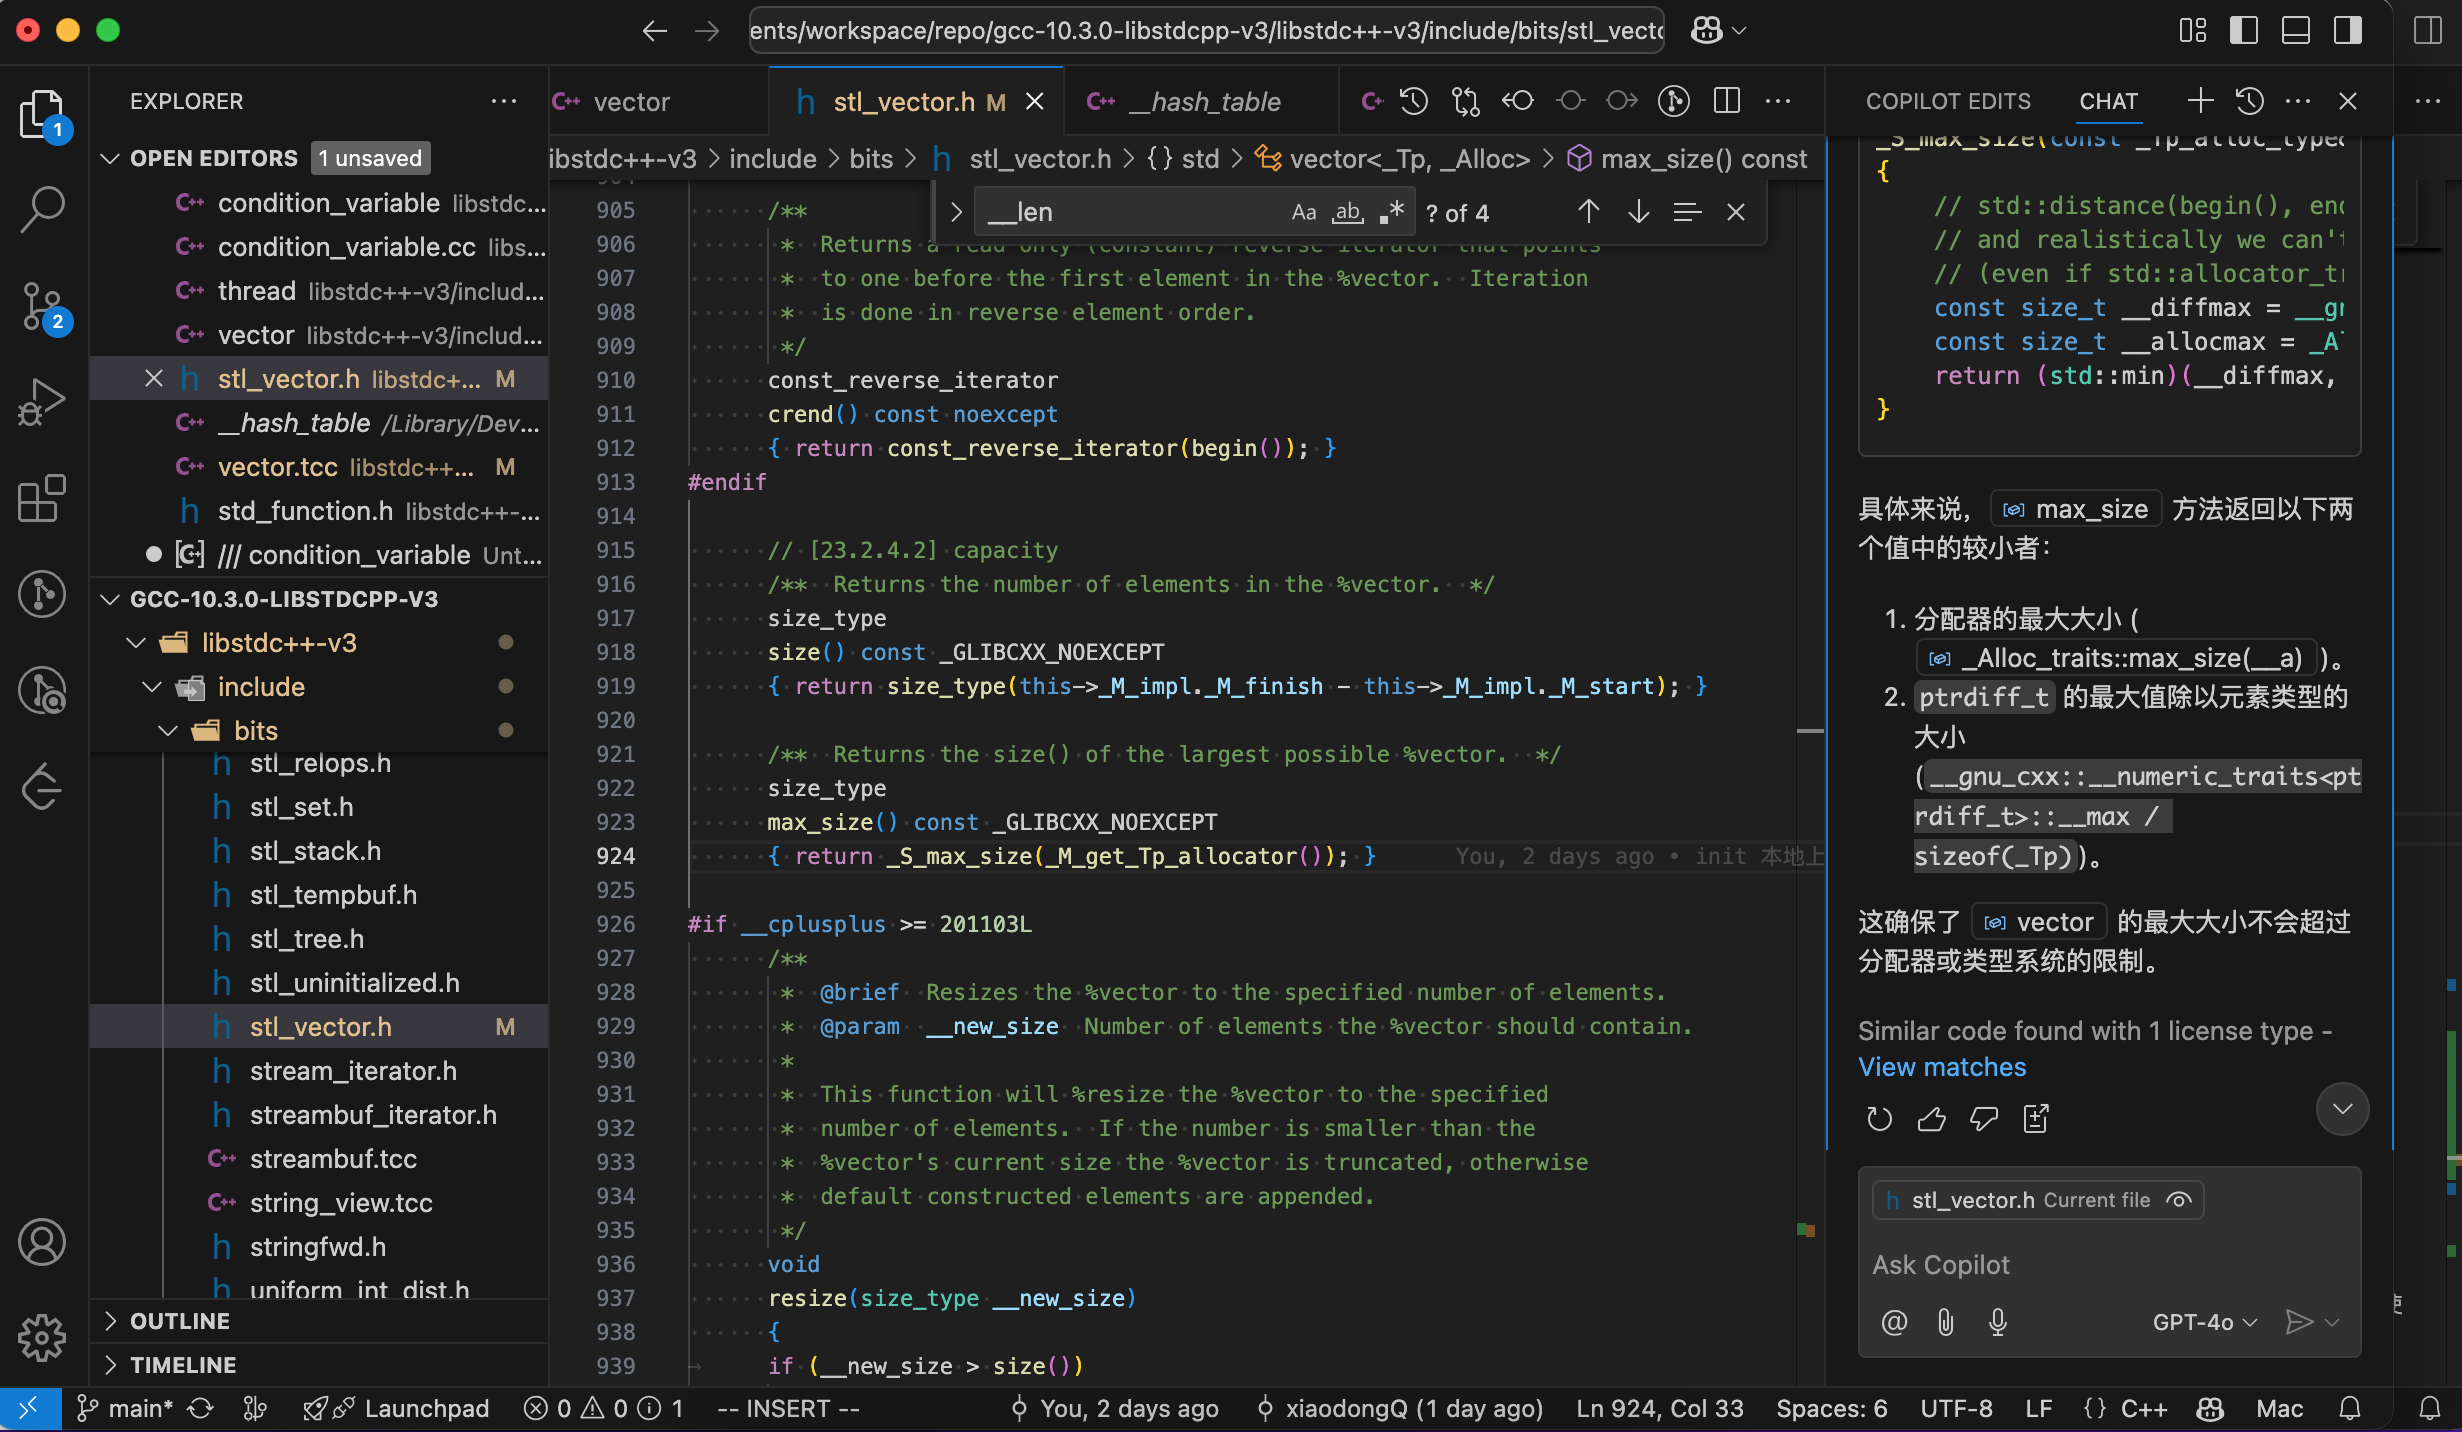 ents/workspace/repo/gcc-10.3.0-libstdcpp-v3/libstdc++-v3/include/bits/stl_vecto
EXPLORER
OPEN EDITORS 1 unsaved
condition_variable libstdc...
condition_variable.cc libs...
thread libstdc++-v3/includ...
vector libstdc++-v3/includ...
stl_vector.h libstdc+... M
__hash_table /Library/Dev...
vector.tcc libstdc++... M
std_function.h libstdc++-...
/// condition_variable Unt...
GCC-10.3.0-LIBSTDCPP-V3
libstdc++-v3
include
bits
stl_relops.h
stl_set.h
stl_stack.h
stl_tempbuf.h
stl_tree.h
stl_uninitialized.h
stl_vector.h M
stream_iterator.h
streambuf_iterator.h
streambuf.tcc
string_view.tcc
stringfwd.h
uniform_int_dist.h
OUTLINE
TIMELINE
vector
stl_vector.h M
__hash_table
ibstdc++-v3 > include > bits > h stl_vector.h > {} std > vector<_Tp, _Alloc> > max_size() const
__len Aa ab .* ? of 4
905 /**
906 * Returns a read-only (constant) reverse iterator that points
907 * to one before the first element in the %vector. Iteration
908 * is done in reverse element order.
909 */
910 const_reverse_iterator
911 crend() const noexcept
912 { return const_reverse_iterator(begin()); }
913 #endif
914
915 // [23.2.4.2] capacity
916 /** Returns the number of elements in the %vector. */
917 size_type
918 size() const _GLIBCXX_NOEXCEPT
919 { return size_type(this->_M_impl._M_finish - this->_M_impl._M_start); }
920
921 /** Returns the size() of the largest possible %vector. */
922 size_type
923 max_size() const _GLIBCXX_NOEXCEPT
924 { return _S_max_size(_M_get_Tp_allocator()); } You, 2 days ago • init 本地上
925
926 #if __cplusplus >= 201103L
927 /**
928 * @brief Resizes the %vector to the specified number of elements.
929 * @param __new_size Number of elements the %vector should contain.
930 *
931 * This function will %resize the %vector to the specified
932 * number of elements. If the number is smaller than the
933 * %vector's current size the %vector is truncated, otherwise
934 * default constructed elements are appended.
935 */
936 void
937 resize(size_type __new_size)
938 {
939 if (__new_size > size())
COPILOT EDITS CHAT
_S_max_size(const _Tp_alloc_typec
{
// std::distance(begin(), enc
// and realistically we can't
// (even if std::allocator_tr
const size_t __diffmax = __gr
const size_t __allocmax = _Al
return (std::min)(__diffmax,
}
具体来说， max_size 方法返回以下两
个值中的较小者：
1. 分配器的最大大小 (
_Alloc_traits::max_size(__a) )。
2. ptrdiff_t 的最大值除以元素类型的
大小
(__gnu_cxx::__numeric_traits<pt
rdiff_t>::__max /
sizeof(_Tp))。
这确保了 vector 的最大大小不会超过
分配器或类型系统的限制。
Similar code found with 1 license type -
View matches
stl_vector.h Current file
Ask Copilot
GPT-4o
main* Launchpad 0 0 1 -- INSERT -- You, 2 days ago xiaodongQ (1 day ago) Ln 924, Col 33 Spaces: 6 UTF-8 LF {} C++ Mac